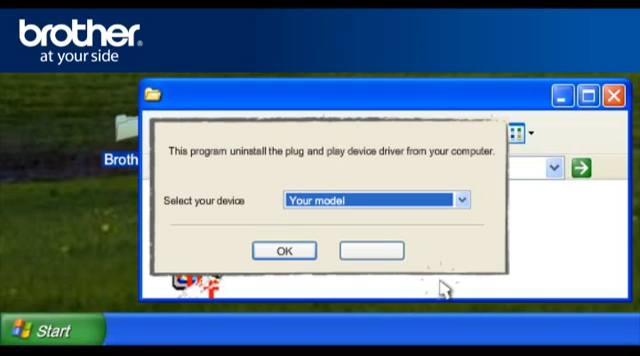 brother
at your side
Broth
This program uninstall the plug and play device driver from your computer.
Select your device
Your model
OK
Start